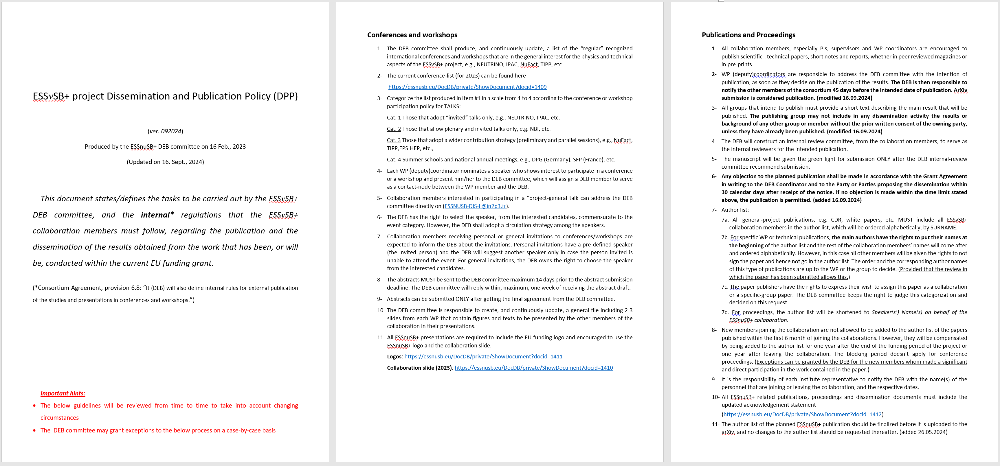 ESSνSB+ project Dissemination and Publication Policy (DPP)
(ver. 092024)
Produced by the ESSnuSB+ DEB committee on 16 Feb., 2023
(Updated on 16. Sept., 2024)
This document states/defines the tasks to be carried out by the ESSνSB+
DEB committee, and the internal* regulations that the ESSνSB+
collaboration members must follow, regarding the publication and the
dissemination of the results obtained from the work that has been, or will
be, conducted within the current EU funding grant.
(*Consortium Agreement, provision 6.8: “It (DEB) will also define internal rules for external publication
of the studies and presentations in conferences and workshops.”)
Important hints:
• The below guidelines will be reviewed from time to time to take into account changing
circumstances
• The DEB committee may grant exceptions to the below process on a case-by-case basis
Conferences and workshops
1- The DEB committee shall produce, and continuously update, a list of the “regular” recognized
international conferences and workshops that are in the general interest for the physics and technical
aspects of the ESSνSB+ project, e.g., NEUTRINO, IPAC, NuFact, TIPP, etc.
2- The current conference-list (for 2023) can be found here
https://essnusb.eu/DocDB/private/ShowDocument?docid=1409
3- Categorize the list produced in item #1 in a scale from 1 to 4 according to the conference or workshop
participation policy for TALKS:
Cat. 1 Those that adopt “invited” talks only, e.g., NEUTRINO, IPAC, etc.
Cat. 2 Those that allow plenary and invited talks only, e.g. NBI, etc.
Cat. 3 Those that adopt a wider contribution strategy (preliminary and parallel sessions), e.g., NuFact,
TIPP,EPS-HEP, etc.,
Cat. 4 Summer schools and national annual meetings, e.g., DPG (Germany), SFP (France), etc.
4- Each WP (deputy)coordinator nominates a speaker who shows interest to participate in a conference
or a workshop and present him/her to the DEB committee, which will assign a DEB member to serve
as a contact-node between the WP member and the DEB.
5- Collaboration members interested in participating in a “project-general talk can address the DEB
committee directly on (ESSNUSB-DIS-L@in2p3.fr).
6- The DEB has the right to select the speaker, from the interested candidates, commensurate to the
event category. However, the DEB shall adopt a circulation strategy among the speakers.
7- Collaboration members receiving personal or general invitations to conferences/workshops are
expected to inform the DEB about the invitations. Personal invitations have a pre-defined speaker
(the invited person) and the DEB will suggest another speaker only in case the person invited is
unable to attend the event. For general invitations, the DEB owns the right to choose the speaker
from the interested candidates.
8- The abstracts MUST be sent to the DEB committee maximum 14 days prior to the abstract submission
deadline. The DEB committee will reply within, maximum, one week of receiving the abstract draft.
9- Abstracts can be submitted ONLY after getting the final agreement from the DEB committee.
10- The DEB committee is responsible to create, and continuously update, a general file including 2-3
slides from each WP that contain figures and texts to be presented by the other members of the
collaboration in their presentations.
11- All ESSnuSB+ presentations are required to include the EU funding logo and encouraged to use the
ESSnuSB+ logo and the collaboration slide.
Logos: https://essnusb.eu/DocDB/private/ShowDocument?docid=1411
Collaboration slide (2023): https://essnusb.eu/DocDB/private/ShowDocument?docid=1410
Publications and Proceedings
1- All collaboration members, especially PIs, supervisors and WP coordinators are encouraged to
publish scientific-, technical-papers, short notes and reports, whether in peer reviewed magazines or
in pre-prints.
2- WP (deputy)coordinators are responsible to address the DEB committee with the intention of
publication, as soon as they decide on the publication of the results. The DEB is then responsible to
notify the other members of the consortium 45 days before the intended date of publication. ArXiv
submission is considered publication. (modified 16.09.2024)
3- All groups that intend to publish must provide a short text describing the main result that will be
published. The publishing group may not include in any dissemination activity the results or
background of any other group or member without the prior written consent of the owning party,
unless they have already been published. (modified 16.09.2024)
4- The DEB will construct an internal-review committee, from the collaboration members, to serve as
the internal reviewers for the intended publication.
5- The manuscript will be given the green light for submission ONLY after the DEB internal-review
committee recommend submission.
6- Any objection to the planned publication shall be made in accordance with the Grant Agreement
in writing to the DEB Coordinator and to the Party or Parties proposing the dissemination within
30 calendar days after receipt of the notice. If no objection is made within the time limit stated
above, the publication is permitted. (added 16.09.2024)
7- Author list:
7a. All general-project publications, e.g. CDR, white papers, etc. MUST include all ESSνSB+
collaboration members in the author list, which will be ordered alphabetically, by SURNAME.
7b. For specific WP or technical publications, the main authors have the rights to put their names at
the beginning of the author list and the rest of the collaboration members’ names will come after
and ordered alphabetically. However, in this case all other members will be given the rights to not
sign the paper and hence not go in the author list. The order and the corresponding author names
of this type of publications are up to the WP or the group to decide. (Provided that the review in
which the paper has been submitted allows this.)
7c. The paper publishers have the rights to express their wish to assign this paper as a collaboration
or a specific-group paper. The DEB committee keeps the right to judge this categorization and
decided on this request.
7d. For proceedings, the author list will be shortened to Speaker(s’) Name(s) on behalf of the
ESSnuSB+ collaboration.
8- New members joining the collaboration are not allowed to be added to the author list of the papers
published within the first 6 month of joining the collaborations. However, they will be compensated
by being added to the author list for one year after the end of the funding period of the project or
one year after leaving the collaboration. The blocking period doesn’t apply for conference
proceedings. (Exceptions can be granted by the DEB for the new members whom made a significant
and direct participation in the work contained in the paper.)
9- It is the responsibility of each institute representative to notify the DEB with the name(s) of the
personnel that are joining or leaving the collaboration, and the respective dates.
10- All ESSnuSB+ related publications, proceedings and dissemination documents must include the
updated acknowledgement statement
(https://essnusb.eu/DocDB/private/ShowDocument?docid=1412).
11- The author list of the planned ESSnuSB+ publication should be finalized before it is uploaded to the
arXiv, and no changes to the author list should be requested thereafter. (added 26.05.2024)